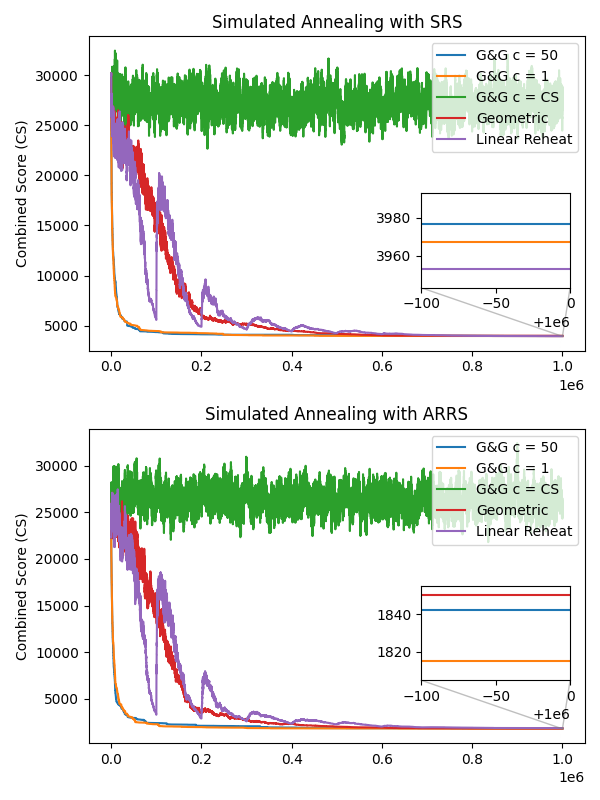 Simulated Annealing with SRS
Combined Score (CS)
30000
25000
20000
15000
10000
5000
G&G c = 50
G&G c = 1
G&G c = CS
Geometric
Linear Reheat
3980
3960
−100
−50
0
+1e6
0.0
0.2
0.4
0.6
0.8
1.0
1e6
Simulated Annealing with ARRS
Combined Score (CS)
30000
25000
20000
15000
10000
5000
G&G c = 50
G&G c = 1
G&G c = CS
Geometric
Linear Reheat
1840
1820
−100
−50
0
+1e6
0.0
0.2
0.4
0.6
0.8
1.0
1e6